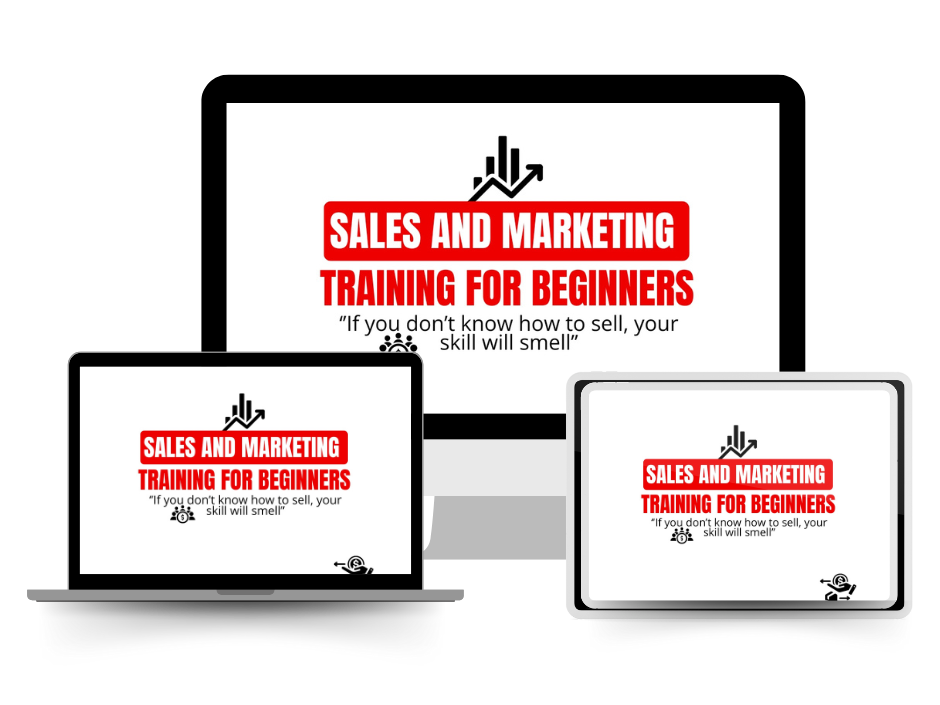 SALES AND MARKETING
TRAINING FOR BEGINNERS
”If you don’t know how to sell, your
skill will smell”
SALES AND MARKETING
TRAINING FOR BEGINNERS
”If you don’t know how to sell, your
skill will smell”
SALES AND MARKETING
TRAINING FOR BEGINNERS
”If you don’t know how to sell, your
skill will smell”